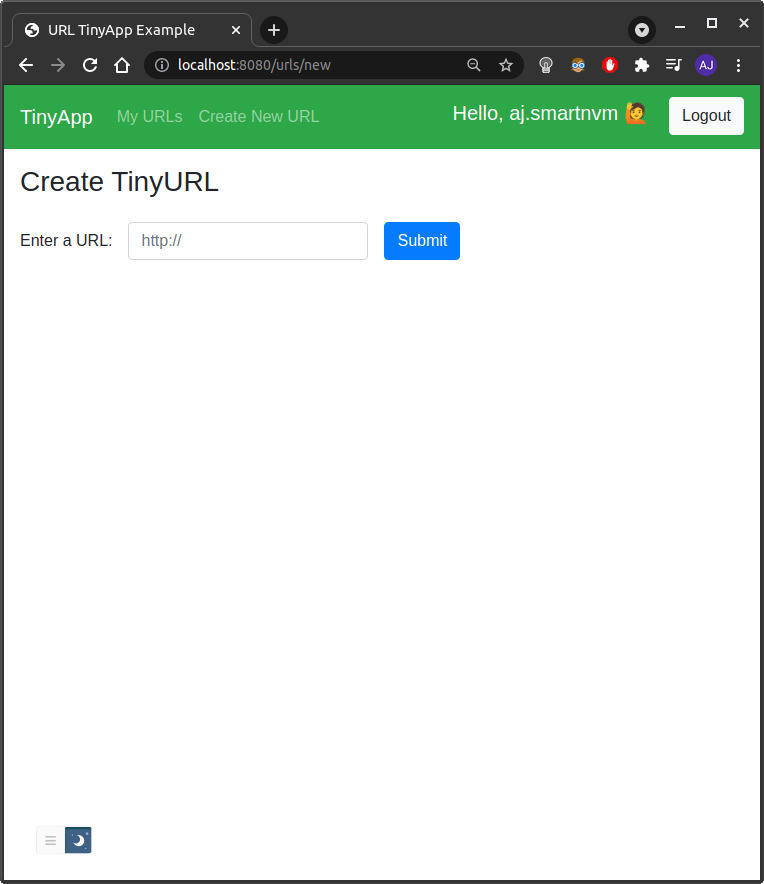 URL TinyApp Example
localhost:8080/urls/new
AJ
TinyApp My URLs Create New URL Hello, aj.smartnvm 🙋 Logout
Create TinyURL
Enter a URL: http:// Submit